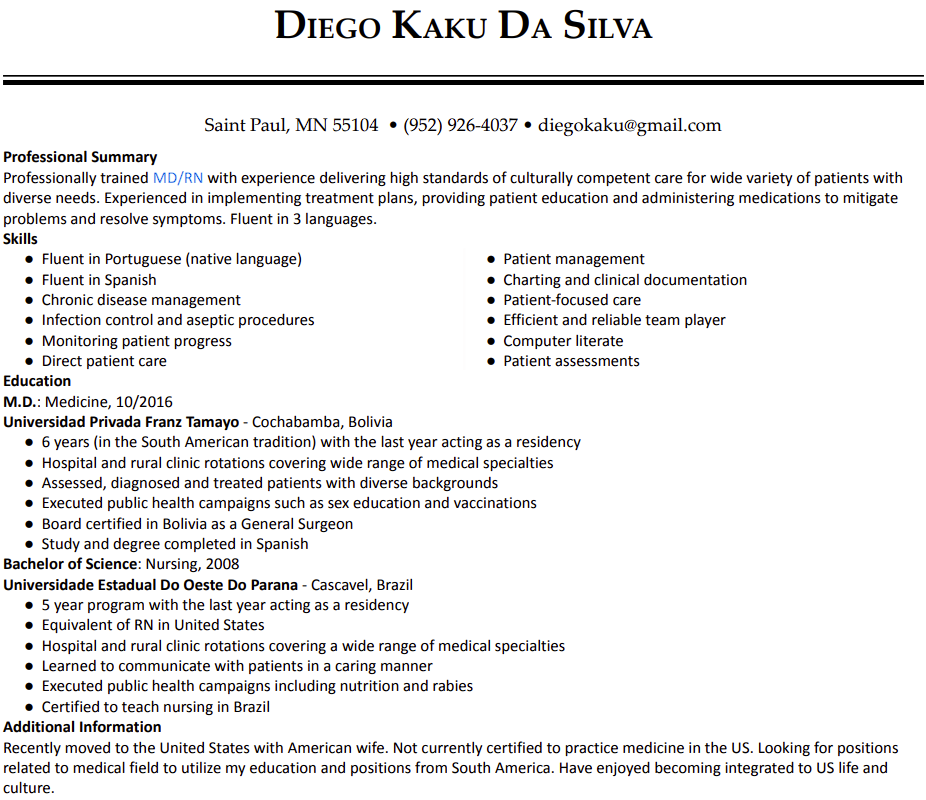 Diego Kaku Da Silva
Saint Paul, MN 55104 • (952) 926-4037 • diegokaku@gmail.com
Professional Summary
Professionally trained MD/RN with experience delivering high standards of culturally competent care for wide variety of patients with
diverse needs. Experienced in implementing treatment plans, providing patient education and administering medications to mitigate
problems and resolve symptoms. Fluent in 3 languages.
Skills
● Fluent in Portuguese (native language)
● Fluent in Spanish
● Chronic disease management
● Infection control and aseptic procedures
● Monitoring patient progress
● Direct patient care
● Patient management
● Charting and clinical documentation
● Patient-focused care
● Efficient and reliable team player
● Computer literate
● Patient assessments
Education
M.D.: Medicine, 10/2016
Universidad Privada Franz Tamayo - Cochabamba, Bolivia
● 6 years (in the South American tradition) with the last year acting as a residency
● Hospital and rural clinic rotations covering wide range of medical specialties
● Assessed, diagnosed and treated patients with diverse backgrounds
● Executed public health campaigns such as sex education and vaccinations
● Board certified in Bolivia as a General Surgeon
● Study and degree completed in Spanish
Bachelor of Science: Nursing, 2008
Universidade Estadual Do Oeste Do Parana - Cascavel, Brazil
● 5 year program with the last year acting as a residency
● Equivalent of RN in United States
● Hospital and rural clinic rotations covering a wide range of medical specialties
● Learned to communicate with patients in a caring manner
● Executed public health campaigns including nutrition and rabies
● Certified to teach nursing in Brazil
Additional Information
Recently moved to the United States with American wife. Not currently certified to practice medicine in the US. Looking for positions
related to medical field to utilize my education and positions from South America. Have enjoyed becoming integrated to US life and
culture.